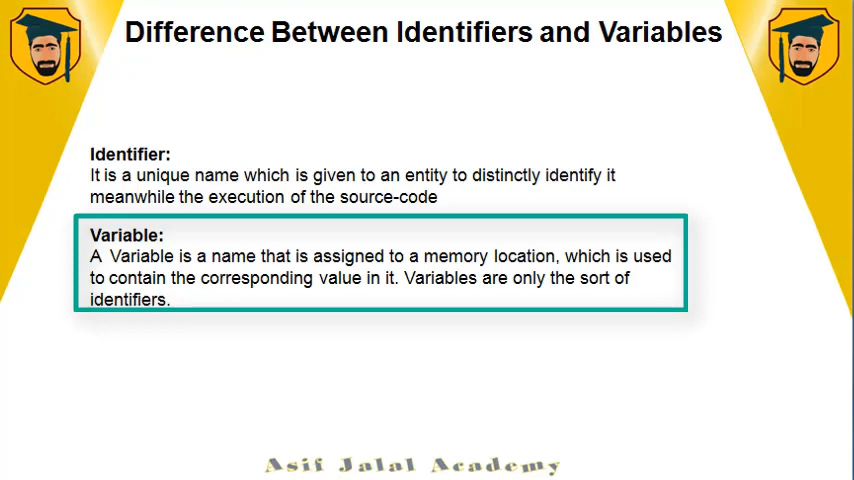 Difference Between Identifiers and Variables
Identifier:
It is a unique name which is given to an entity to distinctly identify it
meanwhile the execution of the source-code
Variable:
A Variable is a name that is assigned to a memory location, which is used
to contain the corresponding value in it. Variables are only the sort of
identifiers.
Asif Jalal Academy